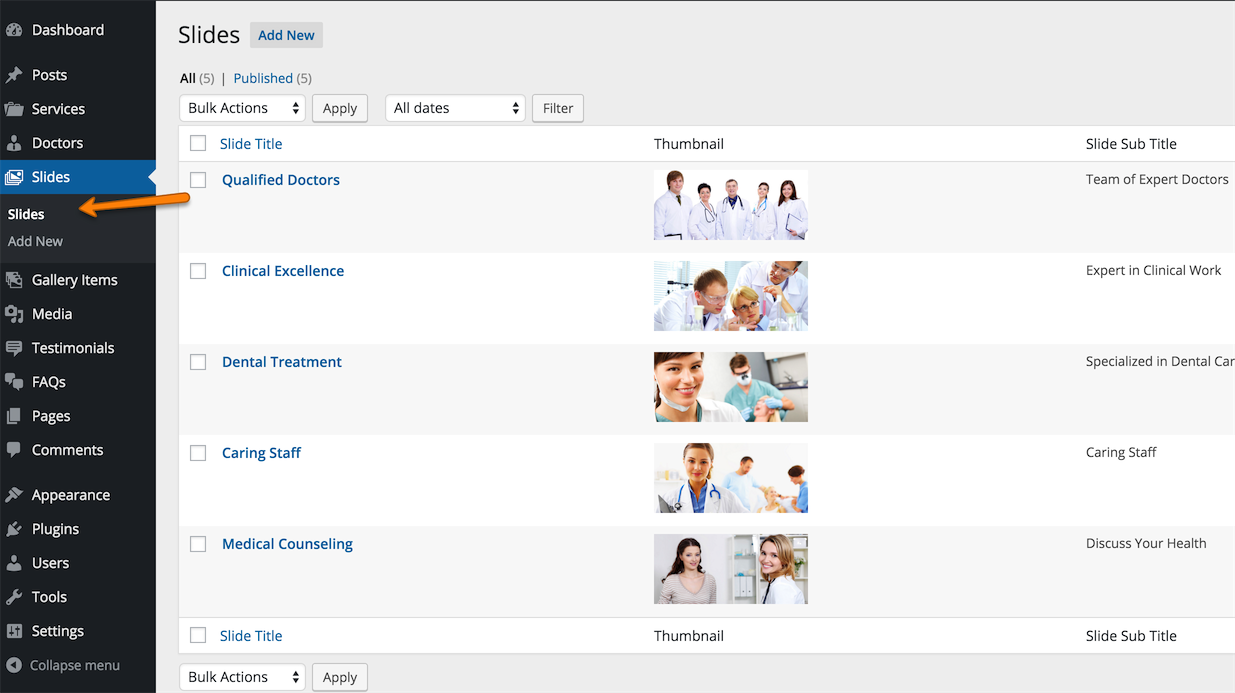 Dashboard
Posts
Services
Doctors
Slides
Slides
Add New
Gallery Items
Media
Testimonials
FAQs
Pages
Comments
Appearance
Plugins
Users
Tools
Settings
Collapse menu
Slides Add New
All (5) | Published (5)
Bulk Actions Apply All dates Filter
Slide Title Thumbnail Slide Sub Title
Qualified Doctors Team of Expert Doctors
Clinical Excellence Expert in Clinical Work
Dental Treatment Specialized in Dental Car
Caring Staff Caring Staff
Medical Counseling Discuss Your Health
Slide Title Thumbnail Slide Sub Title
Bulk Actions Apply